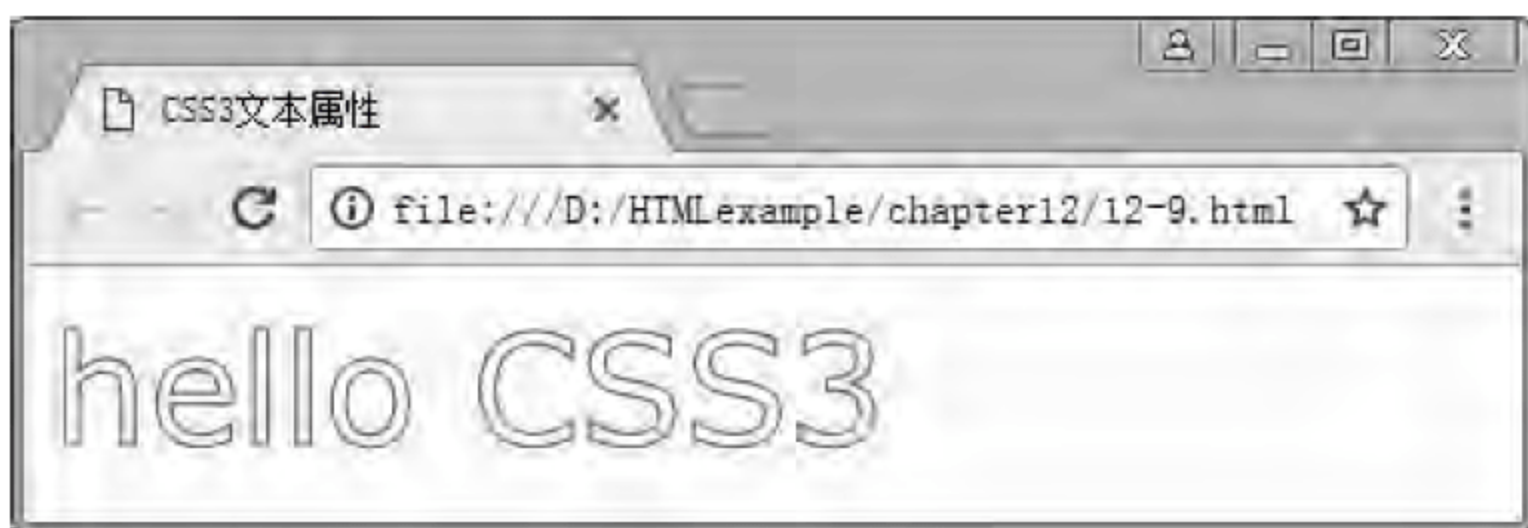 CSS3文本属性
file:///D:/HTMLexample/chapter12/12-9.html
hello CSS3